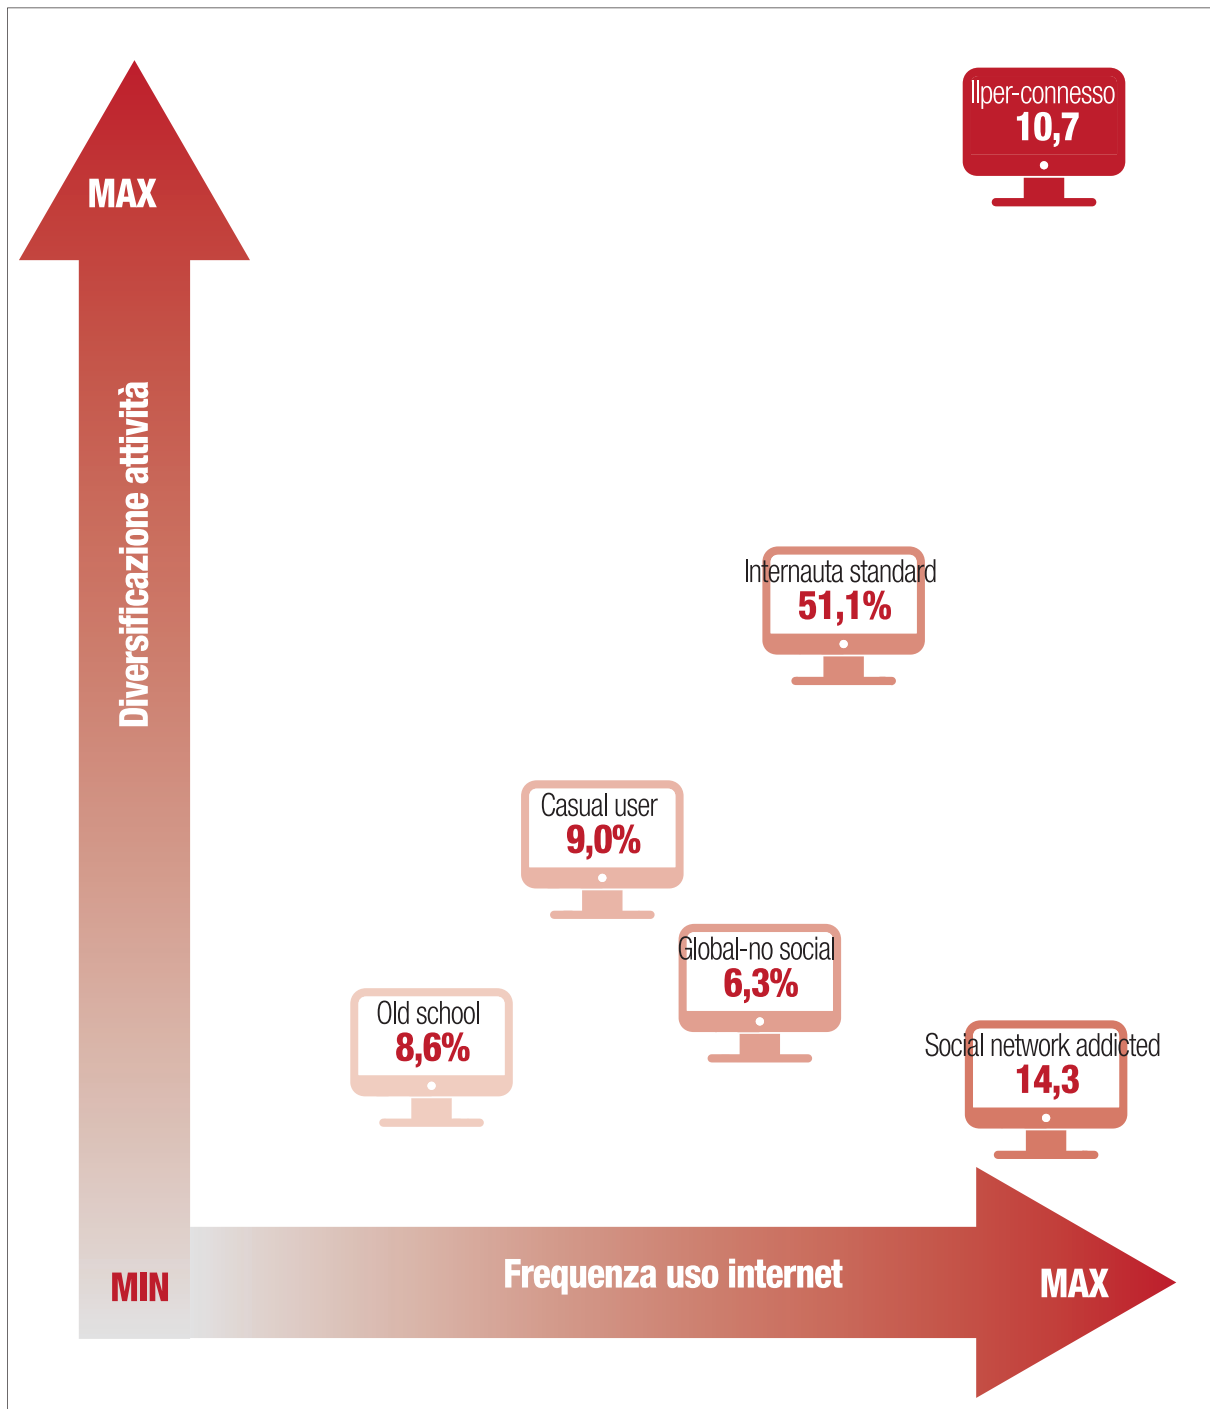 Ilper-connesso
10,7
MAX
Diversificazione attività
Internauta standard
51,1%
Casual user
9,0%
Global-no social
6,3%
Old school
8,6%
Social network addicted
14,3
MIN
Frequenza uso internet
MAX